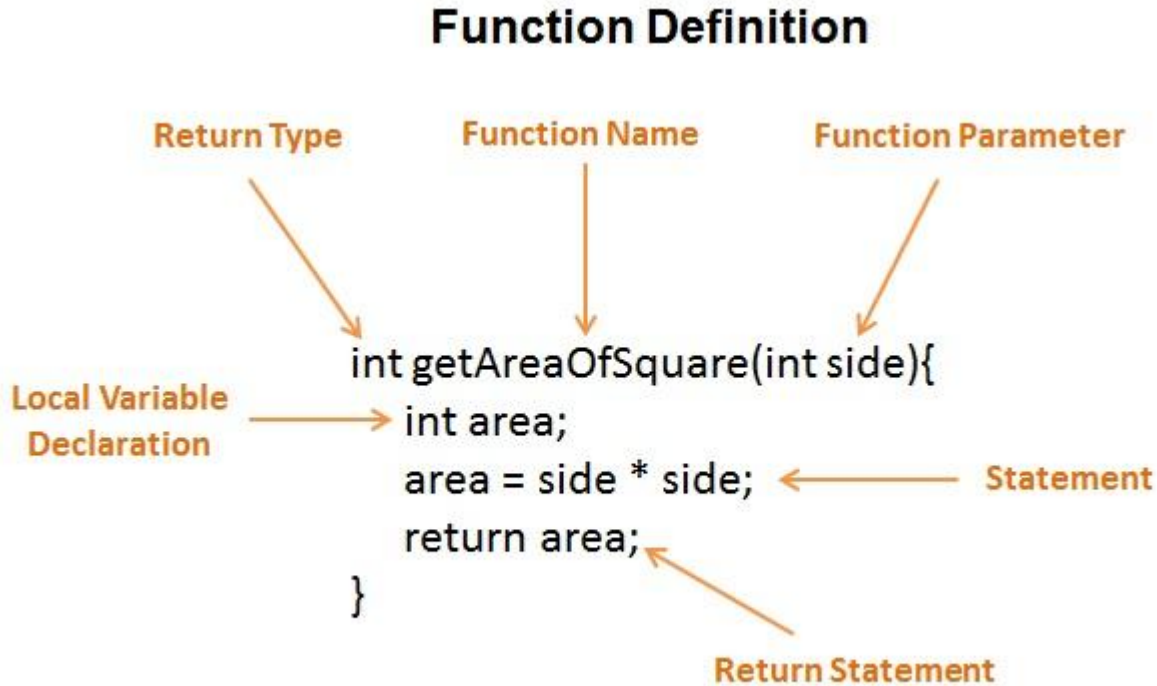 Function Definition
Return Type
Function Name
Function Parameter
int getAreaOfSquare(int side){
Local Variable
Declaration
int area;
area = side * side;
Statement
return area;
}
Return Statement